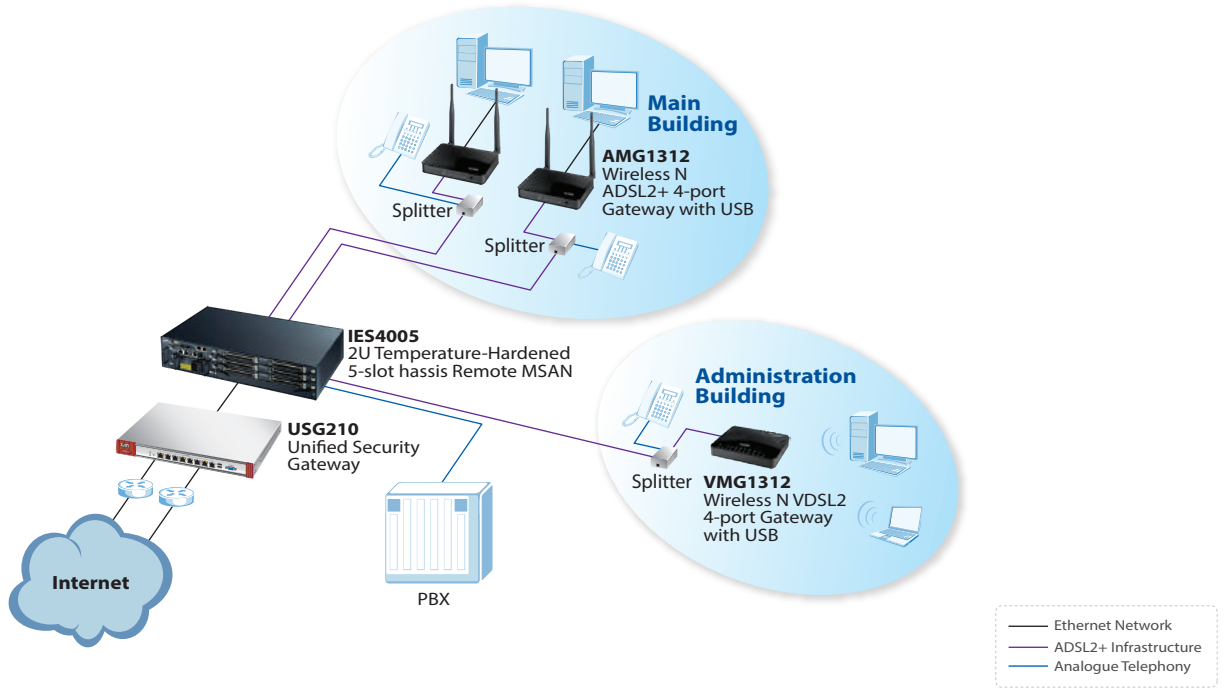 Main
Building
AMG1312
Wireless N
ADSL2+ 4-port
Gateway with USB
Splitter
Splitter
IES4005
2U Temperature-Hardened
5-slot hassis Remote MSAN
USG210
Unified Security
Gateway
Administration
Building
Splitter
VMG1312
Wireless N VDSL2
4-port Gateway
with USB
Internet
PBX
Ethernet Network
ADSL2+ Infrastructure
Analogue Telephony